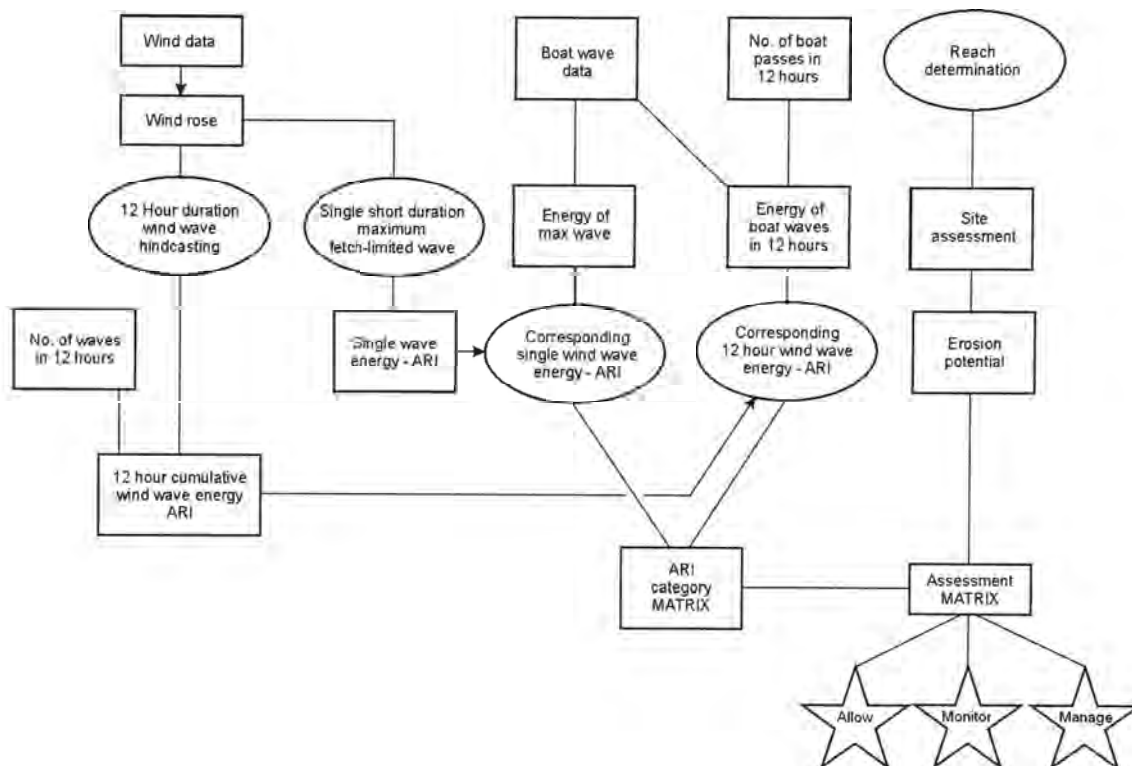 Wind data
Boat wave
data
No. of boat
passes in
12 hours
Reach
determination
Wind rose
12 Hour duration
wind wave
hindcasting
Single short duration
maximum
fetch-limited wave
Energy of
max wave
Energy of
boat waves
in 12 hours
Site
assessment
No. of waves
in 12 hours
Single wave
energy - ARI
Corresponding
single wind wave
energy - ARI
Corresponding
12 hour wind wave
energy - ARI
Erosion
potential
12 hour cumulative
wind wave energy
ARI
ARI
category
MATRIX
Assessment
MATRIX
Allow
Monitor
Manage